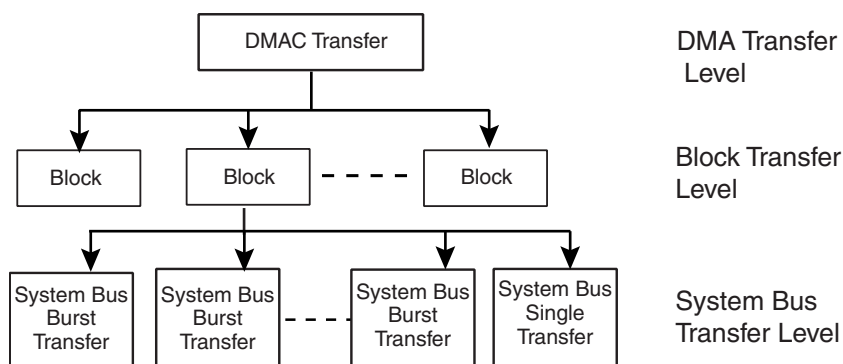 DMAC Transfer
DMA Transfer
Level
Block
Block
Block
Block Transfer
Level
System Bus
Burst
Transfer
System Bus
Burst
Transfer
System Bus
Burst
Transfer
System Bus
Single
Transfer
System Bus
Transfer Level